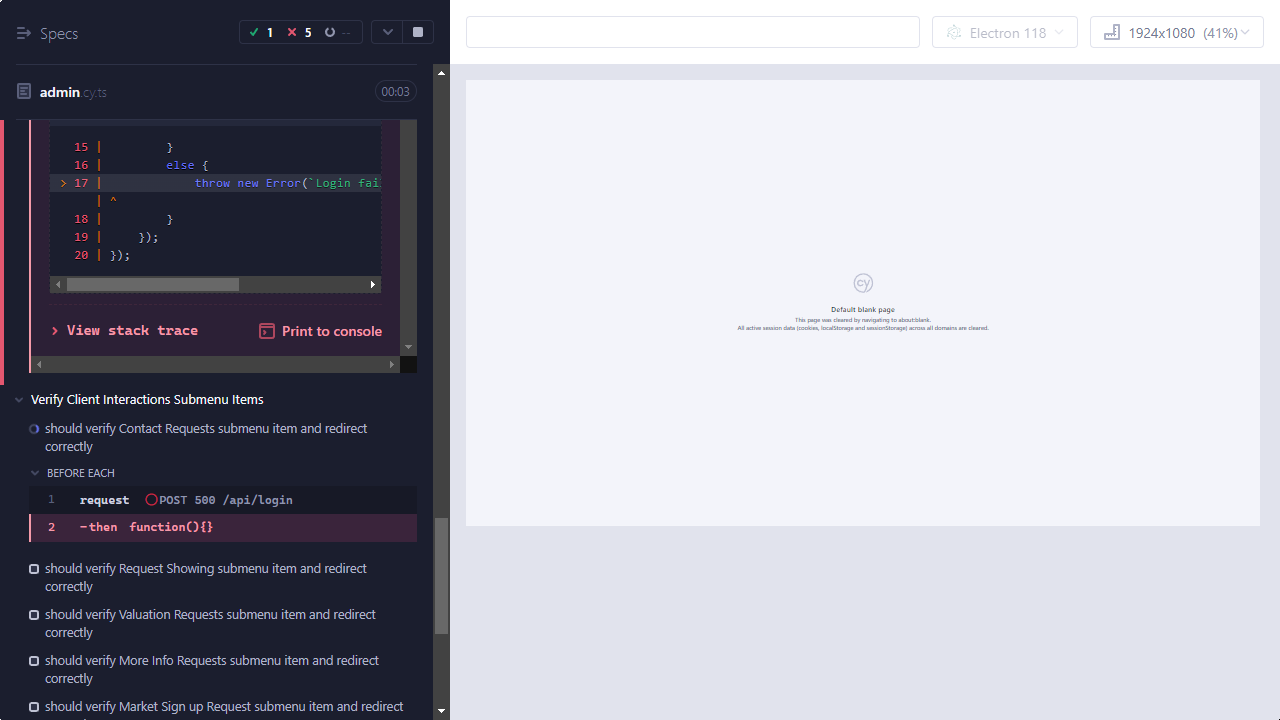 Specs
1
5
--
admin.cy.ts
00:03
15 | }
16 | else {
> 17 | throw new Error(`Login fai
| ^
18 | }
19 | });
20 | });
View stack trace
Print to console
Verify Client Interactions Submenu Items
should verify Contact Requests submenu item and redirect
correctly
BEFORE EACH
1 request POST 500 /api/login
2 -then function(){}
should verify Request Showing submenu item and redirect
correctly
should verify Valuation Requests submenu item and redirect
correctly
should verify More Info Requests submenu item and redirect
correctly
should verify Market Sign up Request submenu item and redirect
Electron 118
1924x1080 (41%)
cy
Default blank page
This page was cleared by navigating to about:blank.
All active session data (cookies, localStorage and sessionStorage) across all domains are cleared.